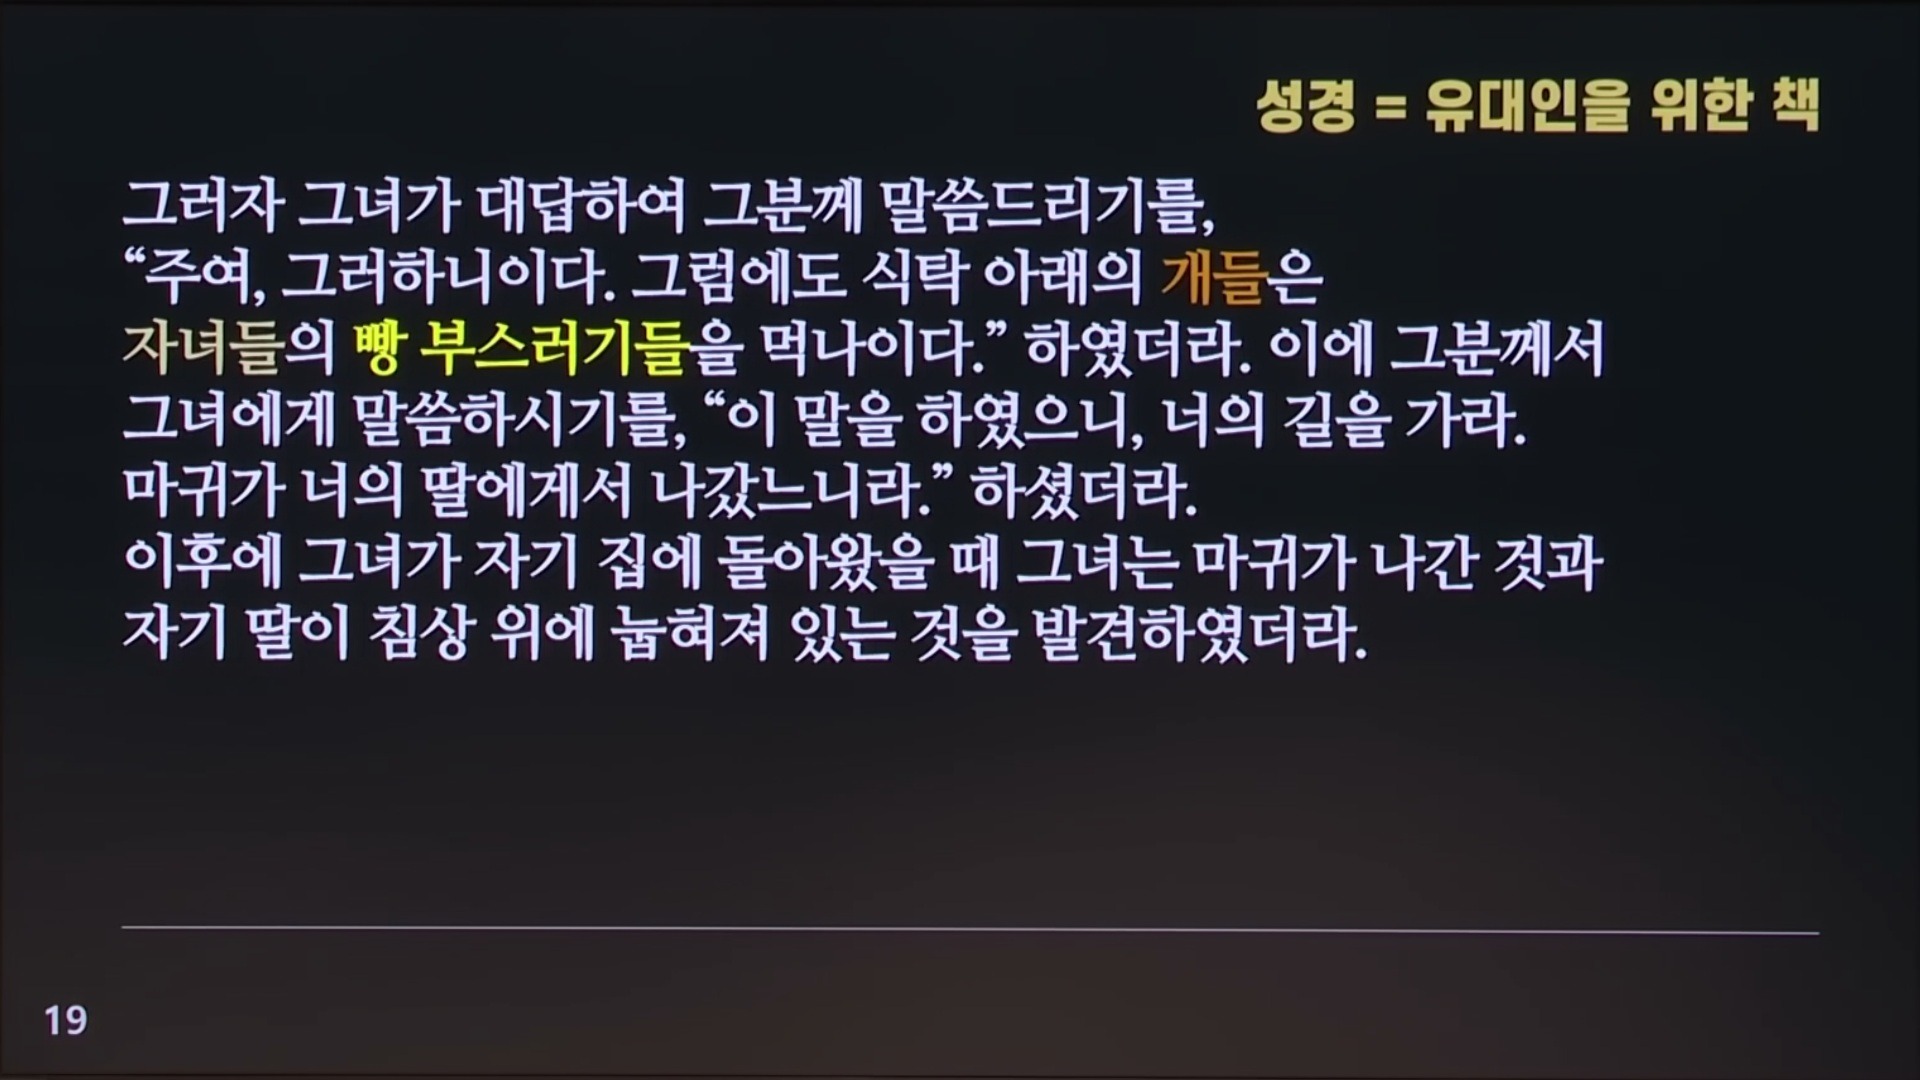 성경 = 유대인을 위한 책
그러자 그녀가 대답하여 그분께 말씀드리기를,
“주여, 그러하니이다. 그럼에도 식탁 아래의 개들은
자녀들의 빵 부스러기들을 먹나이다.” 하였더라. 이에 그분께서
그녀에게 말씀하시기를, “이 말을 하였으니, 너의 길을 가라.
마귀가 너의 딸에게서 나갔느니라.” 하셨더라.
이후에 그녀가 자기 집에 돌아왔을 때 그녀는 마귀가 나간 것과
자기 딸이 침상 위에 눕혀져 있는 것을 발견하였더라.
19